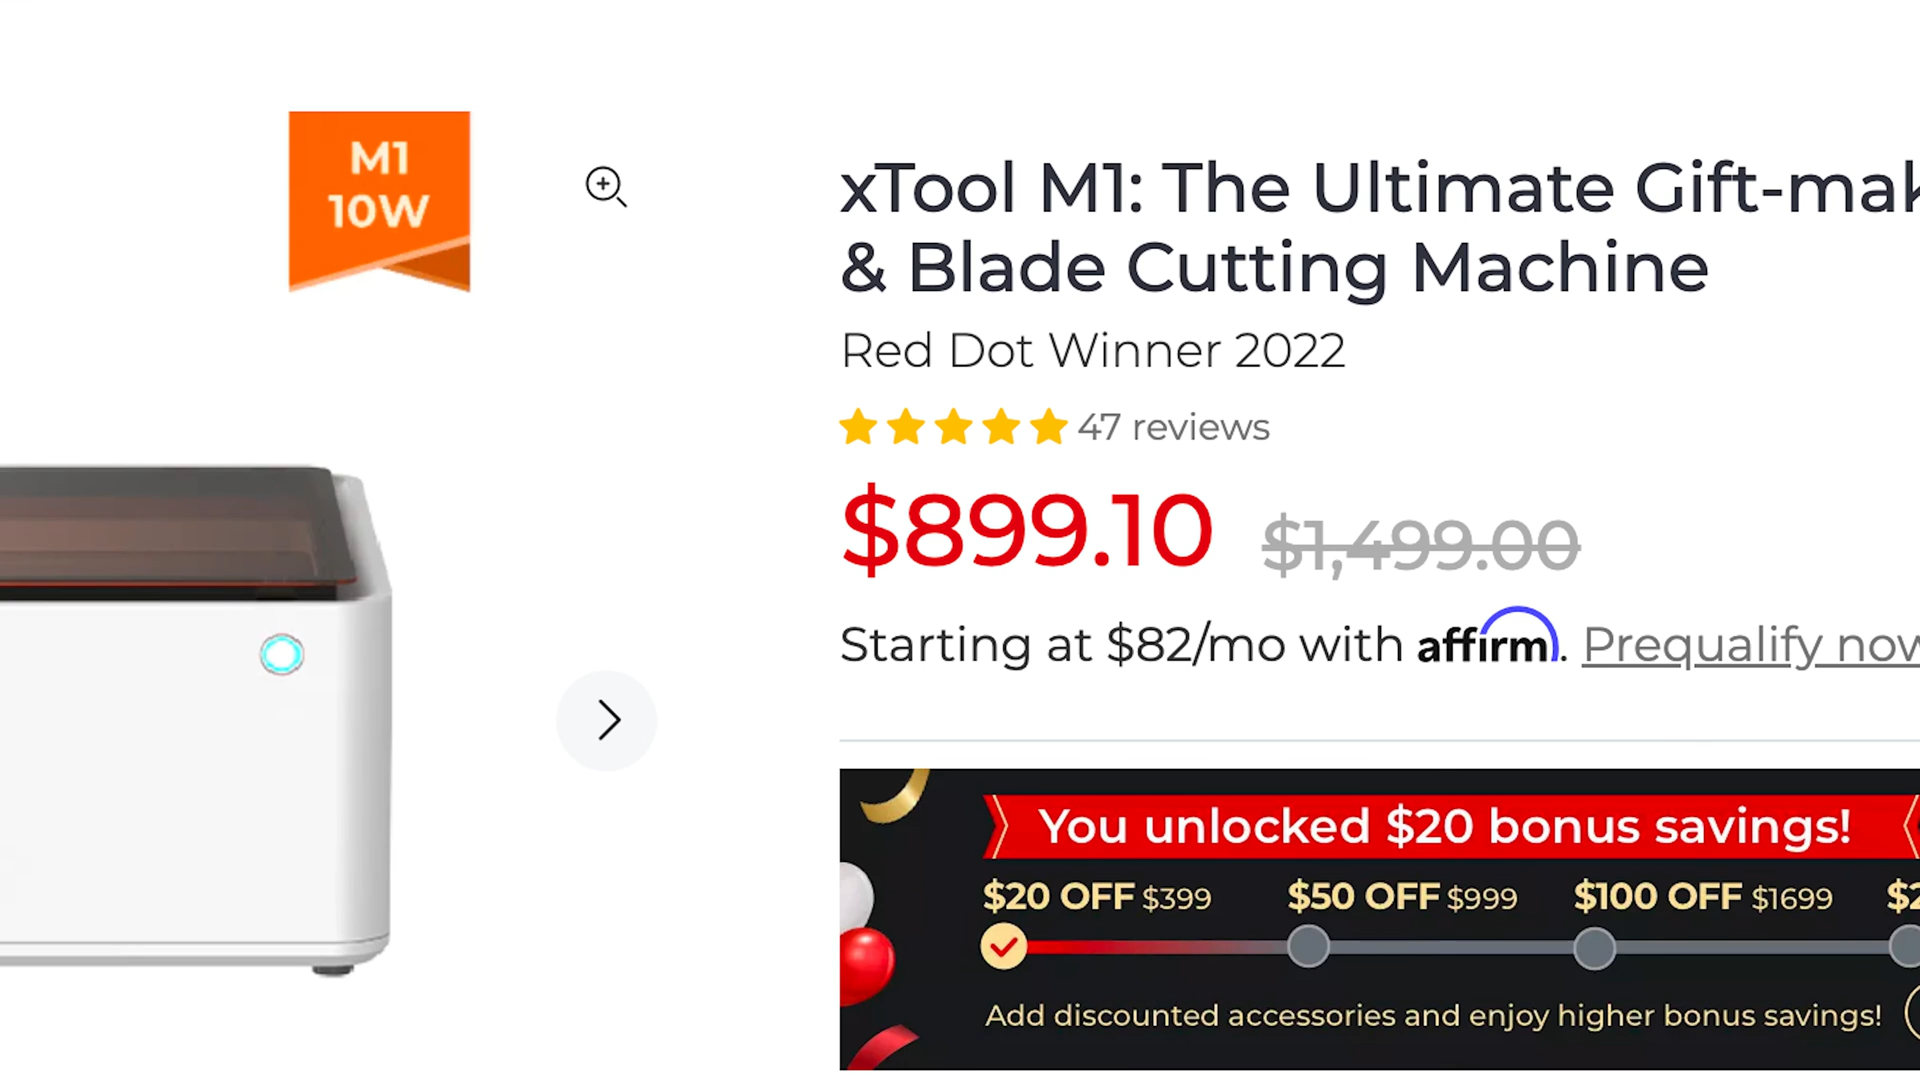 M1
10W
xTool M1: The Ultimate Gift-mak
& Blade Cutting Machine
Red Dot Winner 2022
47 reviews
$899.10 $1,499.00
Starting at $82/mo with affirm. Prequalify now
You unlocked $20 bonus savings!
$20 OFF $399 $50 OFF $999 $100 OFF $1699 $2
Add discounted accessories and enjoy higher bonus savings!